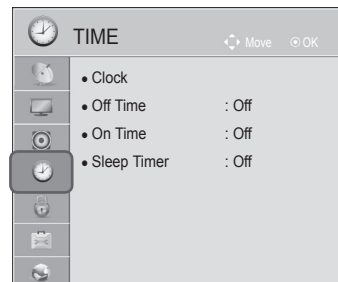 TIME
Move OK
• Clock
• Off Time : Off
• On Time : Off
• Sleep Timer : Off